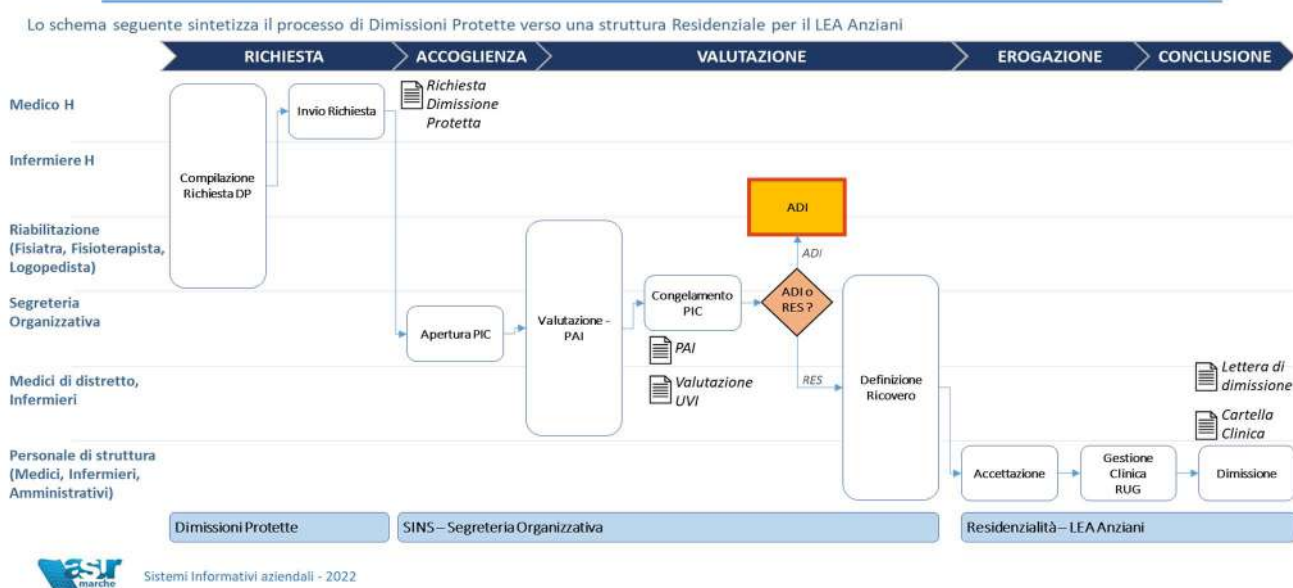 Lo schema seguente sintetizza il processo di Dimissioni Protette verso una struttura Residenziale per il LEA Anziani
RICHIESTA
ACCOGLIENZA
VALUTAZIONE
EROGAZIONE
CONCLUSIONE
Medico H
Infermiere H
Riabilitazione
(Fisiatra, Fisioterapista,
Logopedista)
Segreteria
Organizzativa
Medici di distretto,
Infermieri
Personale di struttura
(Medici, Infermieri,
Amministrativi)
Compilazione
Richiesta DP
Invio Richiesta
Richiesta
Dimissione
Protetta
Apertura PIC
Valutazione -
PAI
Congelamento
PIC
PAI
Valutazione
UVI
ADI
ADI
ADI o
RES ?
RES
Definizione
Ricovero
Accettazione
Gestione
Clinica
RUG
Lettera di
dimissione
Cartella
Clinica
Dimissione
Dimissioni Protette
SINS – Segreteria Organizzativa
Residenzialità – LEA Anziani
asur
marche
Sistemi Informativi aziendali - 2022